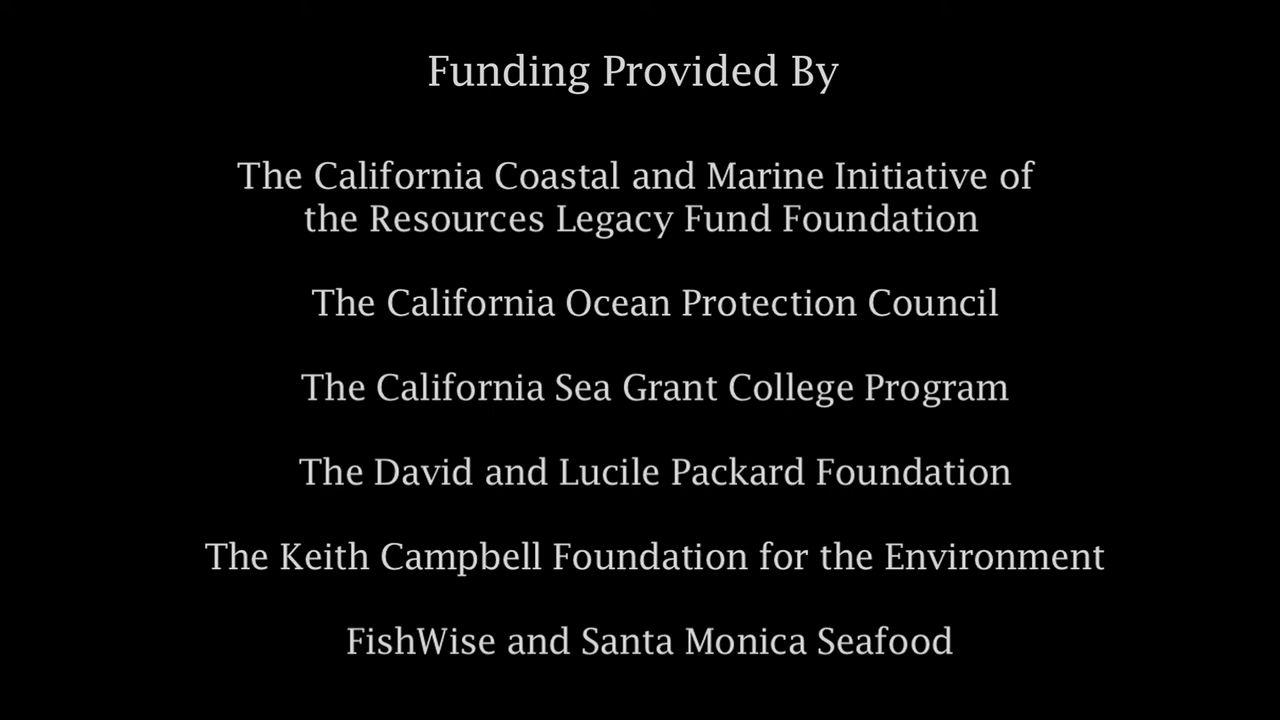 Funding Provided By
The California Coastal and Marine Initiative of
the Resources Legacy Fund Foundation
The California Ocean Protection Council
The California Sea Grant College Program
The David and Lucile Packard Foundation
The Keith Campbell Foundation for the Environment
FishWise and Santa Monica Seafood